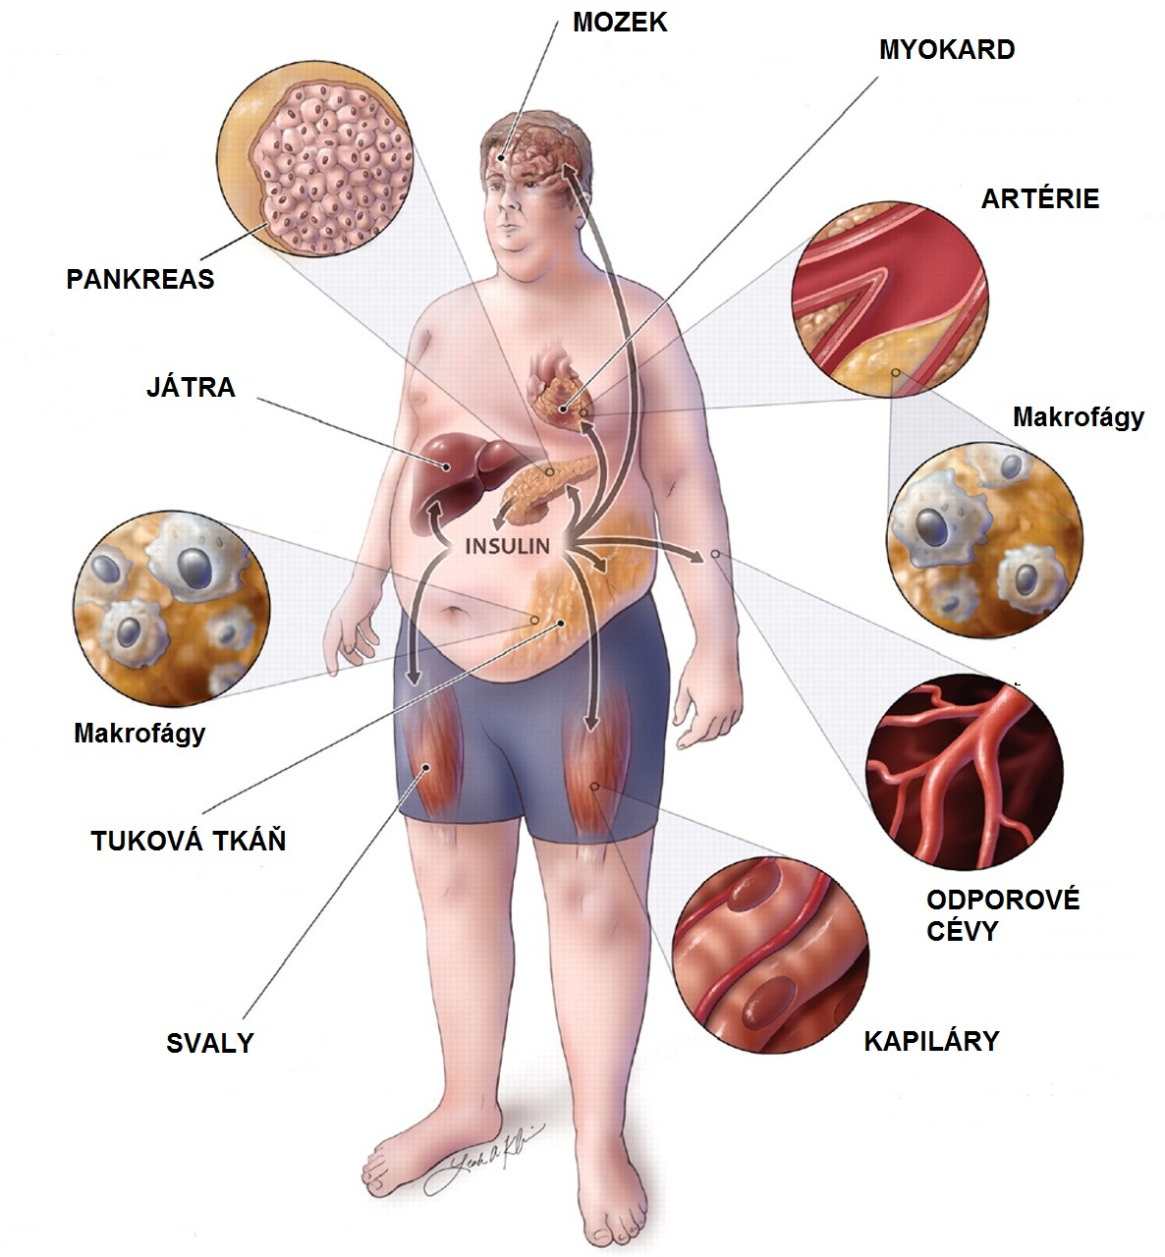 MOZEK
MYOKARD
ARTÉRIE
PANKREAS
JÁTRA
Makrofágy
INSULIN
Makrofágy
TUKOVÁ TKÁŇ
ODPOROVÉ
CÉVY
SVALY
KAPILÁRY